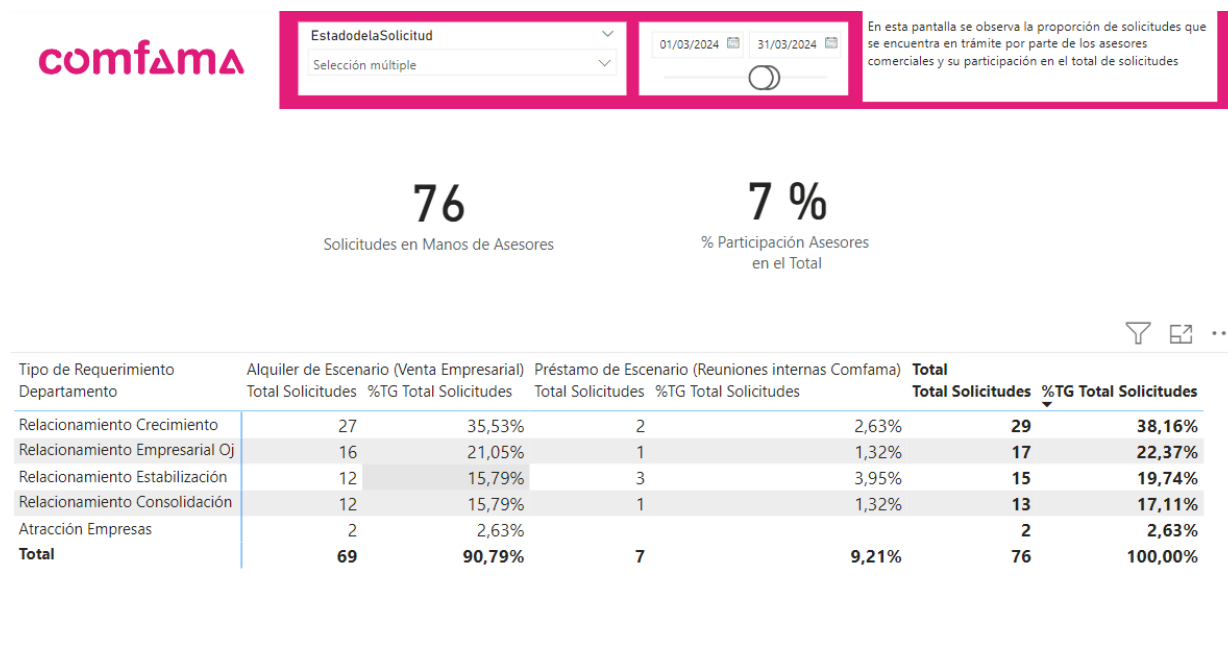 comfama
EstadodelaSolicitud
Selección múltiple
01/03/2024 31/03/2024
En esta pantalla se observa la proporción de solicitudes que
se encuentra en trámite por parte de los asesores
comerciales y su participación en el total de solicitudes
76
Solicitudes en Manos de Asesores
7 %
% Participación Asesores
en el Total
Tipo de Requerimiento Alquiler de Escenario (Venta Empresarial) Préstamo de Escenario (Reuniones internas Comfama) Total
Departamento Total Solicitudes %TG Total Solicitudes Total Solicitudes %TG Total Solicitudes Total Solicitudes %TG Total Solicitudes
Relacionamiento Crecimiento 27 35,53% 2 2,63% 29 38,16%
Relacionamiento Empresarial Oj 16 21,05% 1 1,32% 17 22,37%
Relacionamiento Estabilización 12 15,79% 3 3,95% 15 19,74%
Relacionamiento Consolidación 12 15,79% 1 1,32% 13 17,11%
Atracción Empresas 2 2,63% 2 2,63%
Total 69 90,79% 7 9,21% 76 100,00%